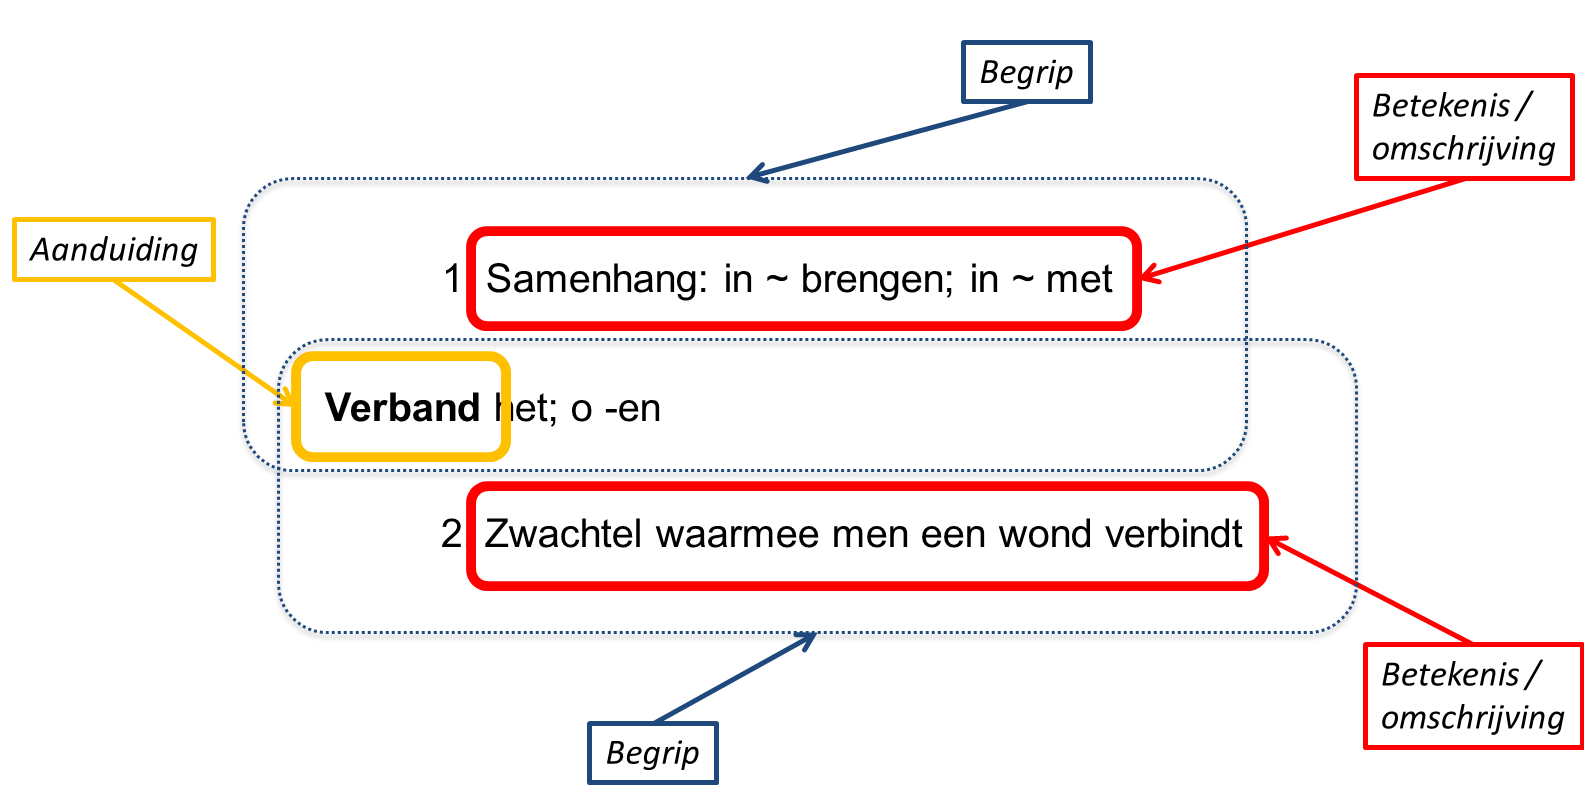 Begrip
Betekenis /
omschrijving
Aanduiding
1 Samenhang: in ~ brengen; in ~ met
Verband het; o -en
2 Zwachtel waarmee men een wond verbindt
Betekenis /
omschrijving
Begrip